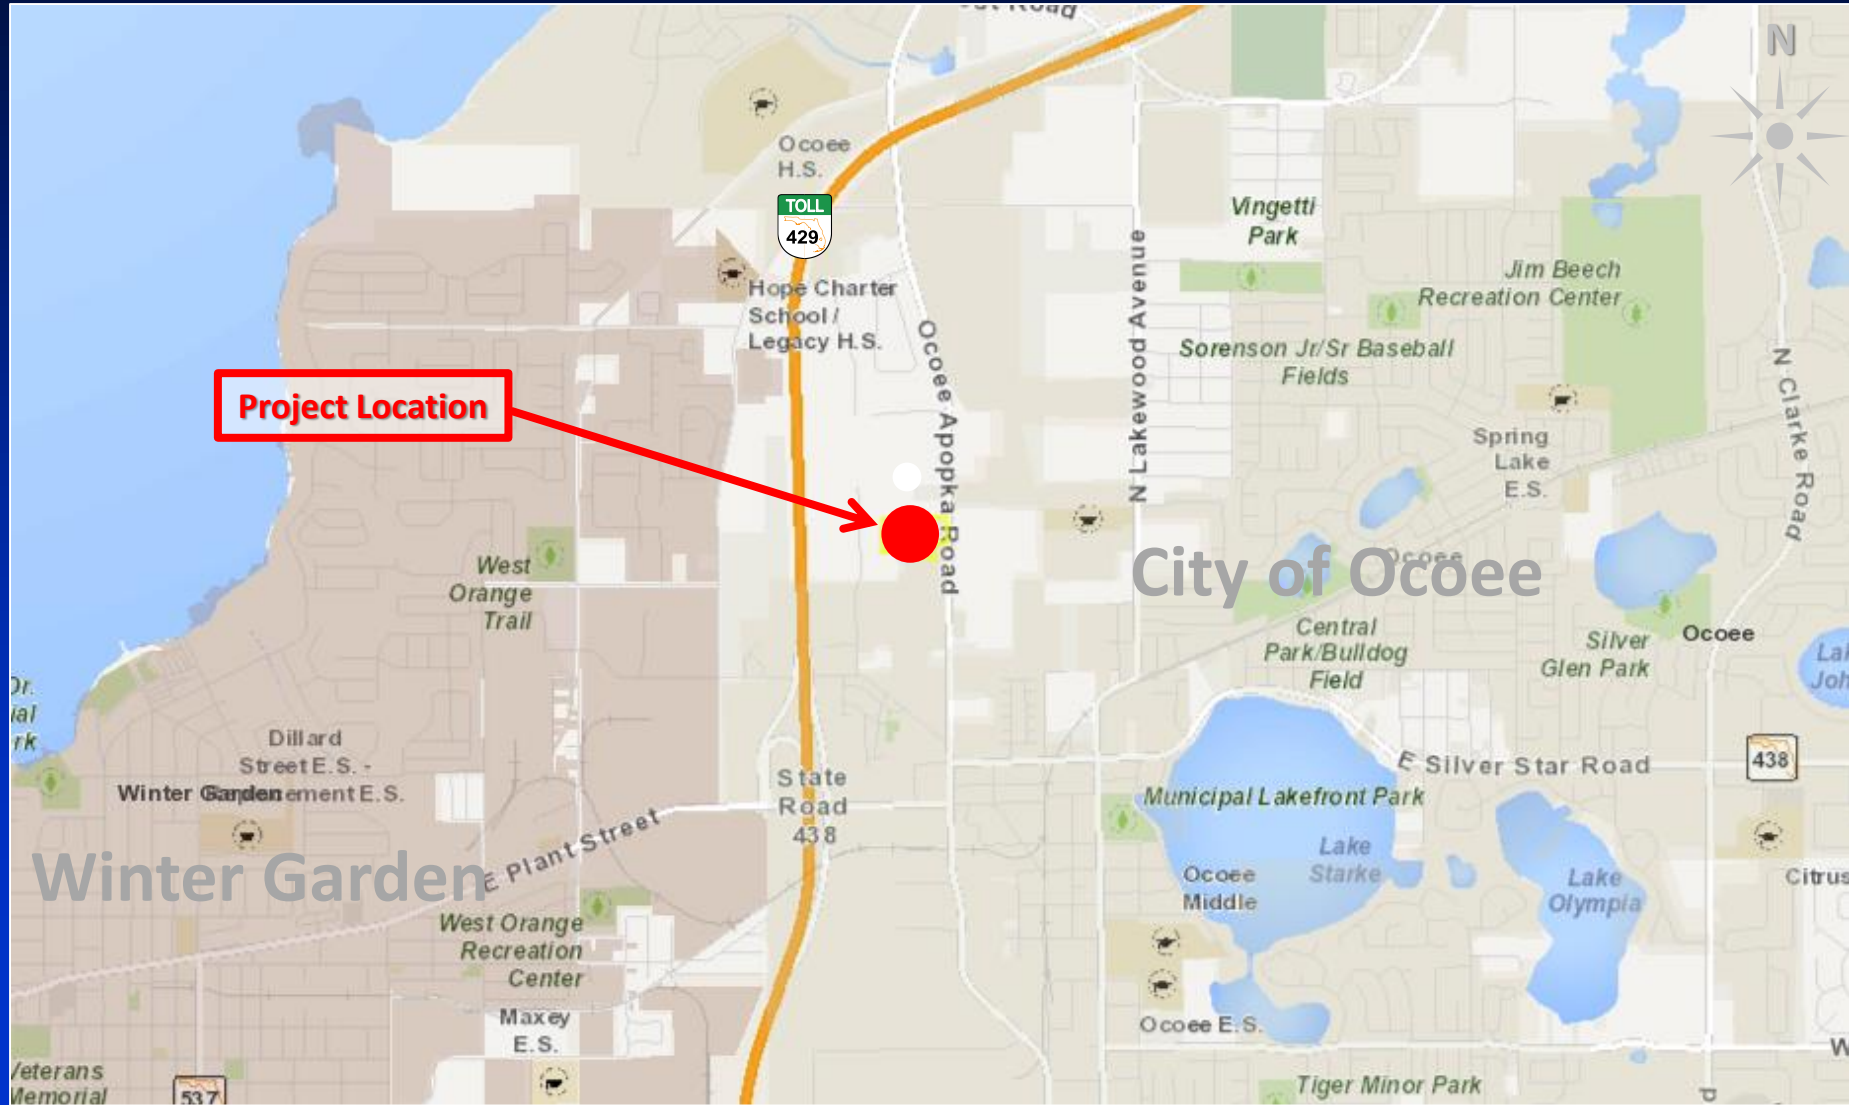 N
Ocoee
H.S.
TOLL
429
Vingetti
Park
Jim Beech
Recreation Center
Hope Charter
School /
Legacy H.S.
Ocoee Apopka Road
N Lakewood Avenue
Sorenson Jr/Sr Baseball
Fields
N Clarke Road
Project Location
Spring
Lake
E.S.
West
Orange
Trail
City of Ocoee
Ocoee
Central
Park/Bulldog
Field
Silver
Glen Park
Ocoee
Dr.
Dillard
Street E.S. -
Winter Garden
E.S.
State
Road
438
E Silver Star Road
438
Municipal Lakefront Park
E Plant Street
Winter Garden
Lake
Starke
Ocoee
Middle
Lake
Olympia
Citrus
West Orange
Recreation
Center
Maxey
E.S.
Ocoee E.S.
Veterans
Memorial
537
Tiger Minor Park